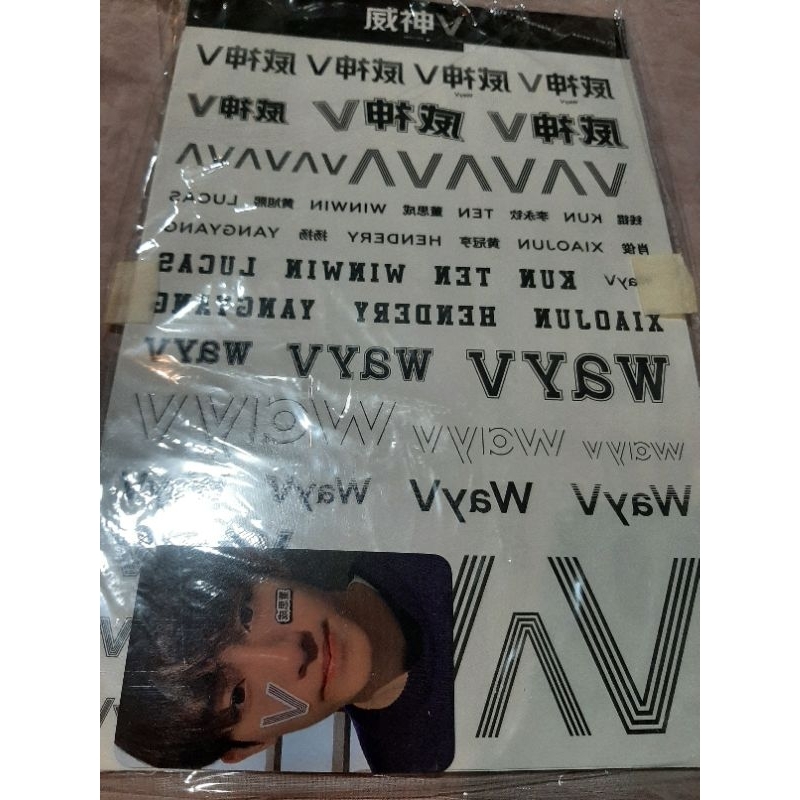 威神V
威神V 威神V 威神V 威神V
威神V 威神V 威神V
钱锟 KUN 李永钦 TEN 董思成 WINWIN 黄旭熙 LUCAS
肖俊 XIAOJUN 黄冠亨 HENDERY 扬扬 YANGYANG
WayV KUN TEN WINWIN LUCAS
XIAOJUN HENDERY YANGYANG
WayV WayV WayV
wayv wayv wayv
WayV WayV WayV WayV
V